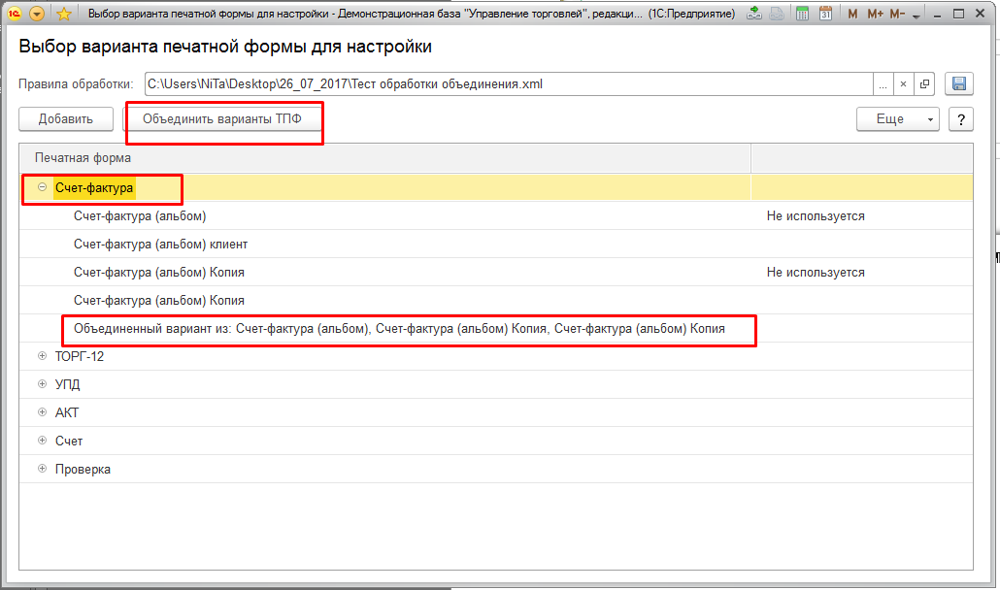 Выбор варианта печатной формы для настройки - Демонстрационная база "Управление торговлей", редакци... (1С:Предприятие)
31 M M+ M-
Выбор варианта печатной формы для настройки
Правила обработки: C:\Users\NiTa\Desktop\26_07_2017\Тест обработки объединения.xml ... ×
Добавить Объединить варианты ТПФ Еще ?
Печатная форма
Счет-фактура
Счет-фактура (альбом) Не используется
Счет-фактура (альбом) клиент
Счет-фактура (альбом) Копия Не используется
Счет-фактура (альбом) Копия
Объединенный вариант из: Счет-фактура (альбом), Счет-фактура (альбом) Копия, Счет-фактура (альбом) Копия
ТОРГ-12
УПД
АКТ
Счет
Проверка